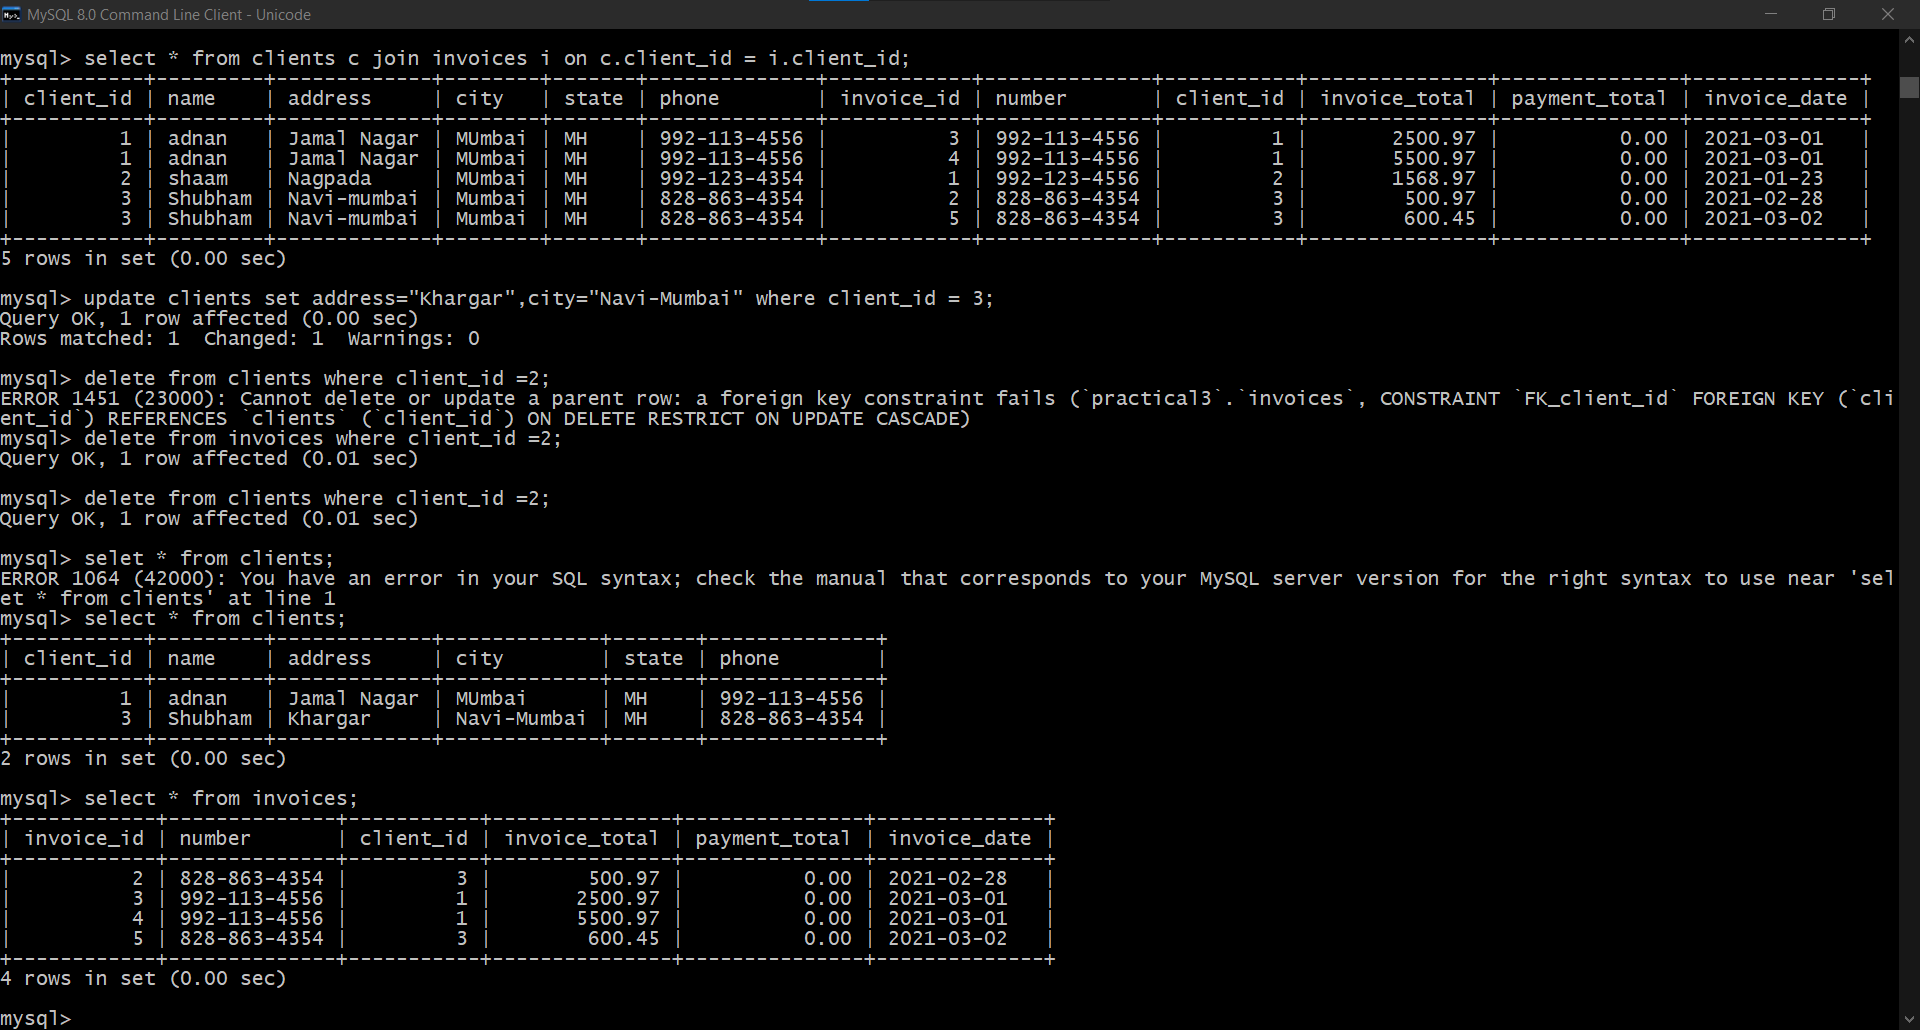 MySQL 8.0 Command Line Client - Unicode
mysql> select * from clients c join invoices i on c.client_id = i.client_id;
+-----------+---------+-------------+--------+-------+--------------+------------+--------------+-----------+---------------+---------------+--------------+
| client_id | name    | address     | city   | state | phone        | invoice_id | number       | client_id | invoice_total | payment_total | invoice_date |
+-----------+---------+-------------+--------+-------+--------------+------------+--------------+-----------+---------------+---------------+--------------+
|         1 | adnan   | Jamal Nagar | MUmbai | MH    | 992-113-4556 |          3 | 992-113-4556 |         1 |       2500.97 |          0.00 | 2021-03-01   |
|         1 | adnan   | Jamal Nagar | MUmbai | MH    | 992-113-4556 |          4 | 992-113-4556 |         1 |       5500.97 |          0.00 | 2021-03-01   |
|         2 | shaam   | Nagpada     | MUmbai | MH    | 992-123-4354 |          1 | 992-123-4556 |         2 |       1568.97 |          0.00 | 2021-01-23   |
|         3 | Shubham | Navi-mumbai | Mumbai | MH    | 828-863-4354 |          2 | 828-863-4354 |         3 |        500.97 |          0.00 | 2021-02-28   |
|         3 | Shubham | Navi-mumbai | Mumbai | MH    | 828-863-4354 |          5 | 828-863-4354 |         3 |        600.45 |          0.00 | 2021-03-02   |
+-----------+---------+-------------+--------+-------+--------------+------------+--------------+-----------+---------------+---------------+--------------+
5 rows in set (0.00 sec)
mysql> update clients set address="Khargar",city="Navi-Mumbai" where client_id = 3;
Query OK, 1 row affected (0.00 sec)
Rows matched: 1  Changed: 1  Warnings: 0
mysql> delete from clients where client_id =2;
ERROR 1451 (23000): Cannot delete or update a parent row: a foreign key constraint fails (`practical3`.`invoices`, CONSTRAINT `FK_client_id` FOREIGN KEY (`cli
ent_id`) REFERENCES `clients` (`client_id`) ON DELETE RESTRICT ON UPDATE CASCADE)
mysql> delete from invoices where client_id =2;
Query OK, 1 row affected (0.01 sec)
mysql> delete from clients where client_id =2;
Query OK, 1 row affected (0.01 sec)
mysql> selet * from clients;
ERROR 1064 (42000): You have an error in your SQL syntax; check the manual that corresponds to your MySQL server version for the right syntax to use near 'sel
et * from clients' at line 1
mysql> select * from clients;
+-----------+---------+-------------+-------------+-------+--------------+
| client_id | name    | address     | city        | state | phone        |
+-----------+---------+-------------+-------------+-------+--------------+
|         1 | adnan   | Jamal Nagar | MUmbai      | MH    | 992-113-4556 |
|         3 | Shubham | Khargar     | Navi-Mumbai | MH    | 828-863-4354 |
+-----------+---------+-------------+-------------+-------+--------------+
2 rows in set (0.00 sec)
mysql> select * from invoices;
+------------+--------------+-----------+---------------+---------------+--------------+
| invoice_id | number       | client_id | invoice_total | payment_total | invoice_date |
+------------+--------------+-----------+---------------+---------------+--------------+
|          2 | 828-863-4354 |         3 |        500.97 |          0.00 | 2021-02-28   |
|          3 | 992-113-4556 |         1 |       2500.97 |          0.00 | 2021-03-01   |
|          4 | 992-113-4556 |         1 |       5500.97 |          0.00 | 2021-03-01   |
|          5 | 828-863-4354 |         3 |        600.45 |          0.00 | 2021-03-02   |
+------------+--------------+-----------+---------------+---------------+--------------+
4 rows in set (0.00 sec)
mysql>